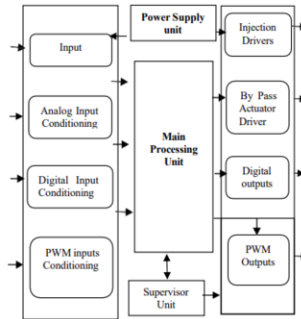 Power Supply
unit
Input
Analog Input
Conditioning
Digital Input
Conditioning
PWM inputs
Conditioning
Main
Processing
Unit
Supervisor
Unit
Injection
Drivers
By Pass
Actuator
Driver
Digital
outputs
PWM
Outputs